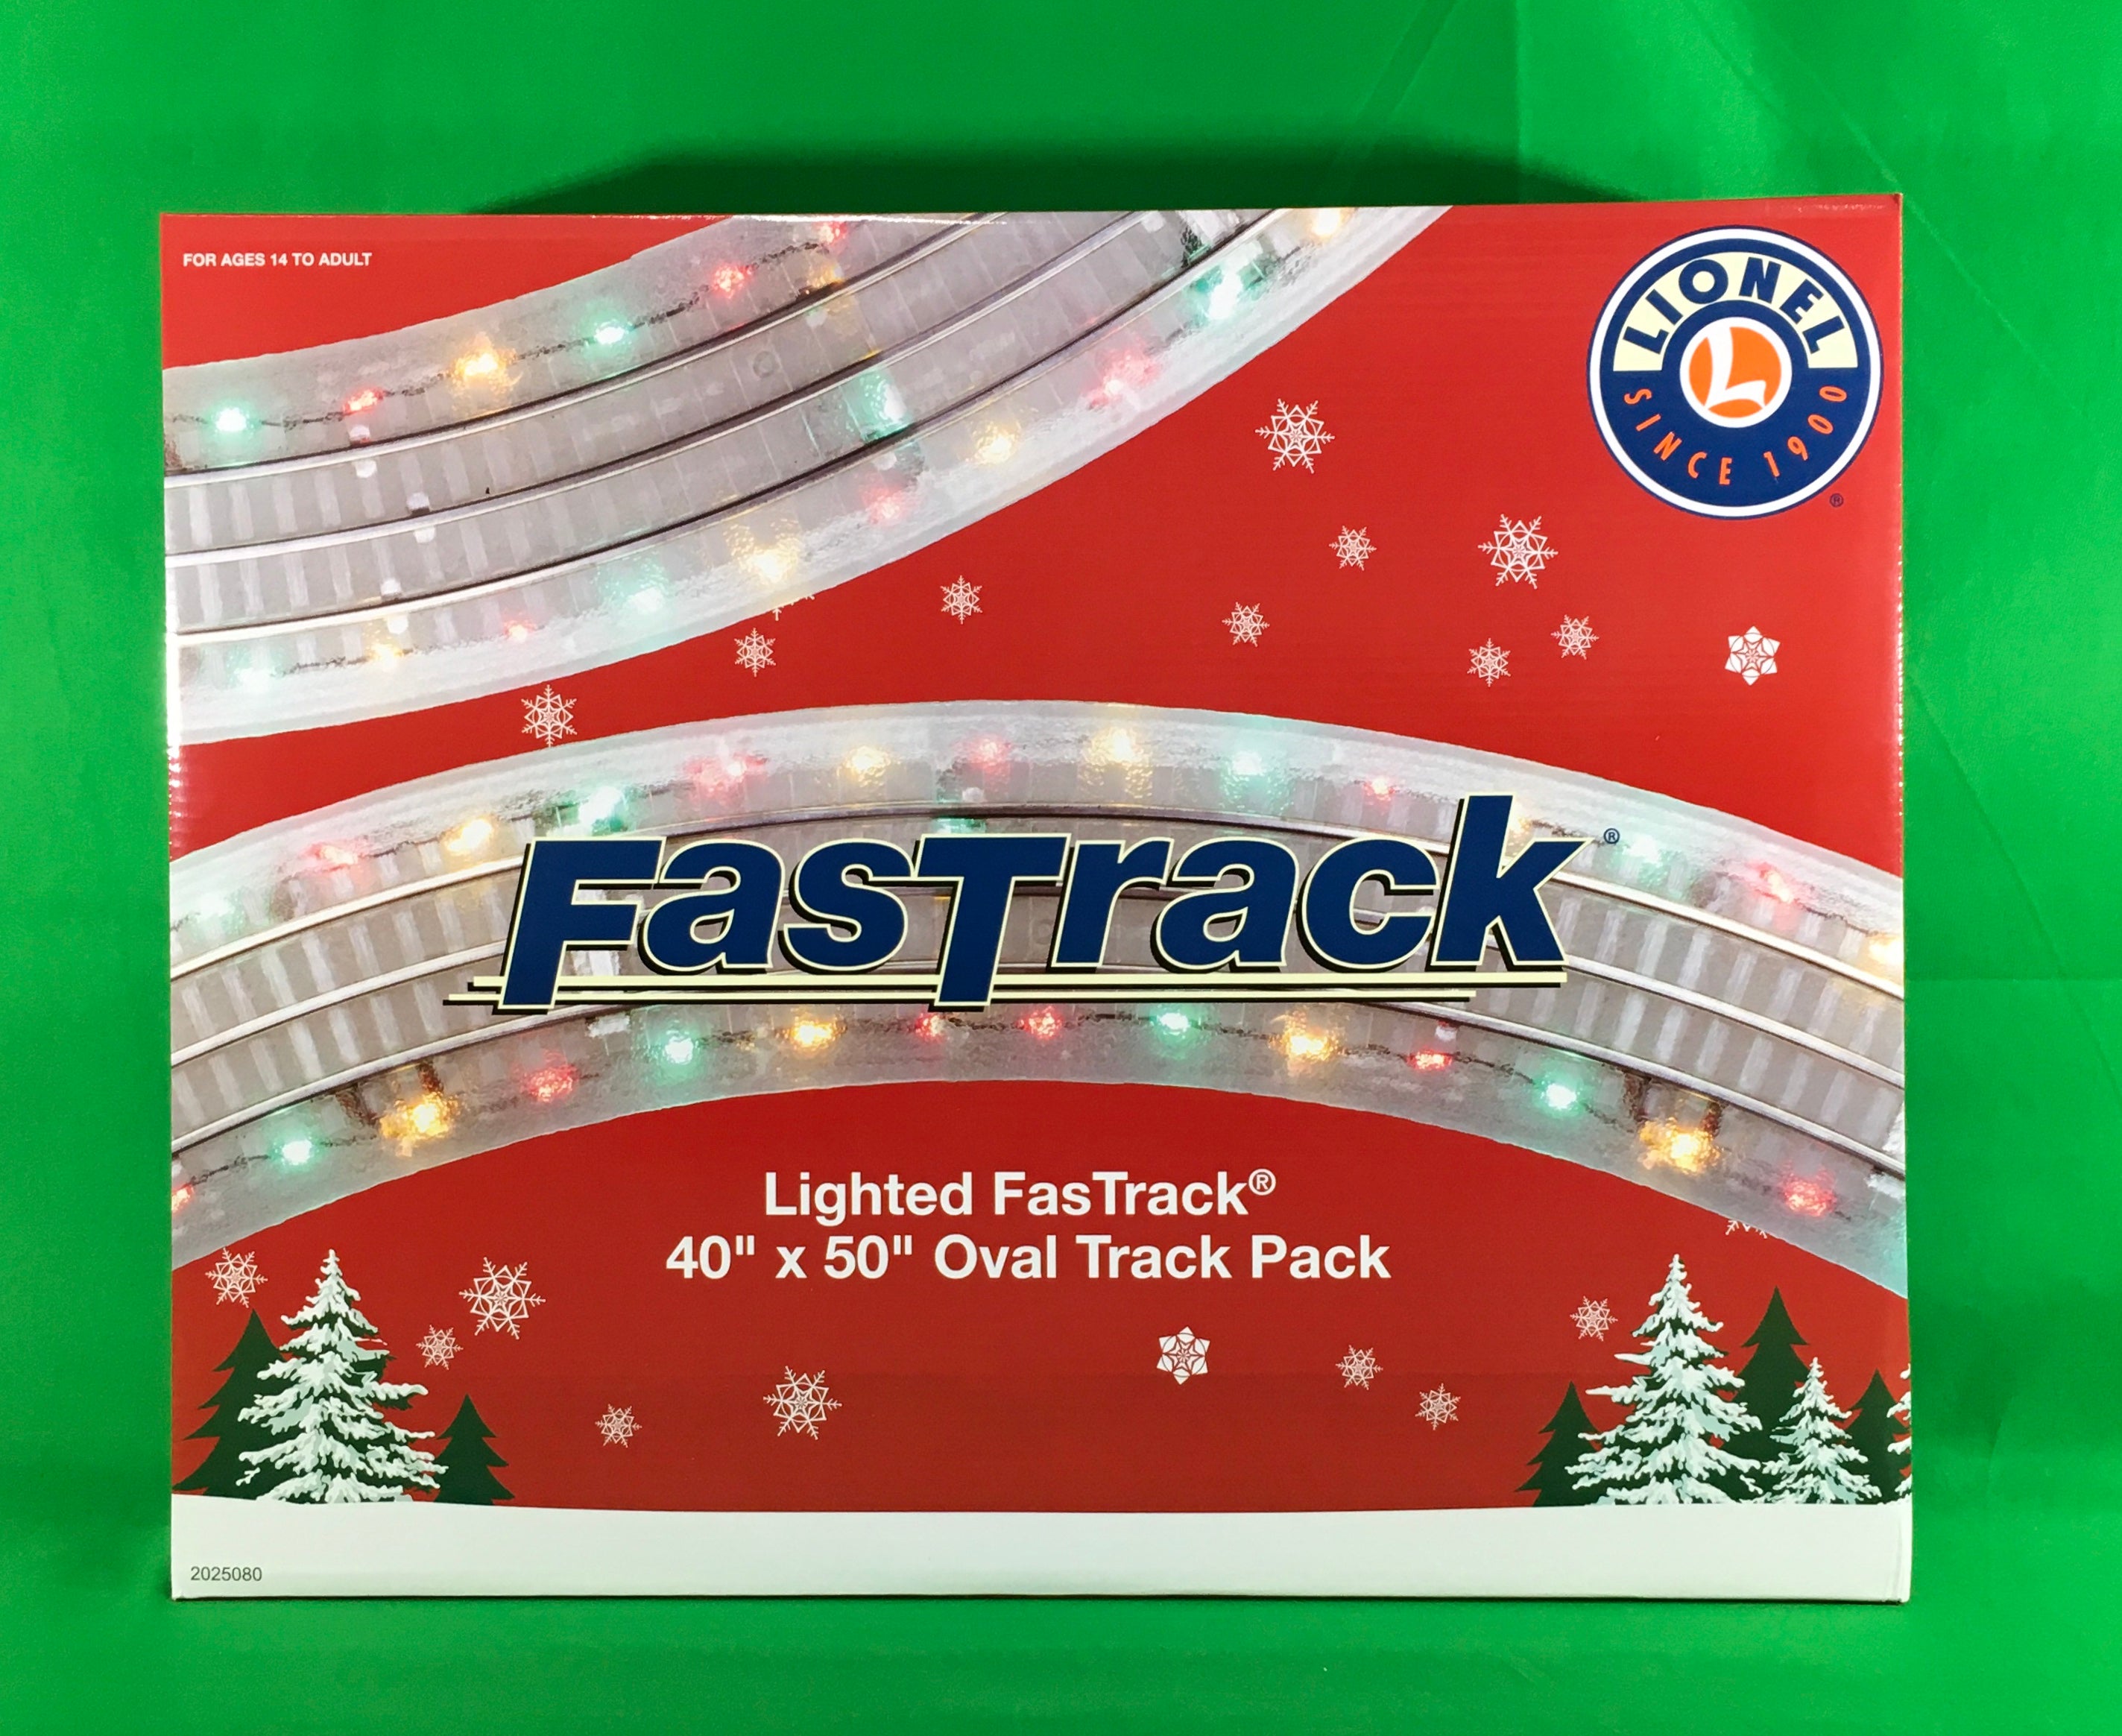 FOR AGES 14 TO ADULT
LIONEL
L
SINCE 1900
®
FasTrack®
Lighted FasTrack®
40" x 50" Oval Track Pack
2025080